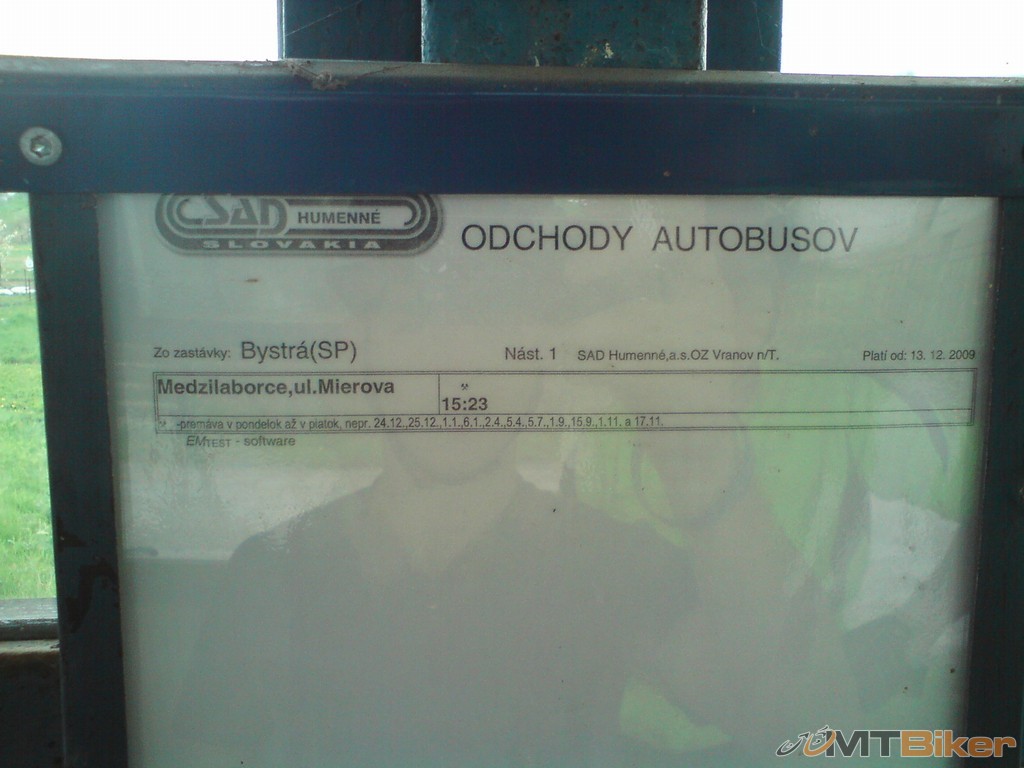 SAD HUMENNÉ
SLOVAKIA
ODCHODY AUTOBUSOV
Zo zastávky: Bystrá(SP) Nást. 1 SAD Humenné,a.s.OZ Vranov n/T. Platí od: 13. 12. 2009
Medzilaborce,ul.Mierova ⚒
15:23
⚒ -premáva v pondelok až v piatok, nepr. 24.12.,25.12.,1.1.,6.1.,2.4.,5.4.,5.7.,1.9.,15.9.,1.11. a 17.11.
EMTEST - software
MTBiker